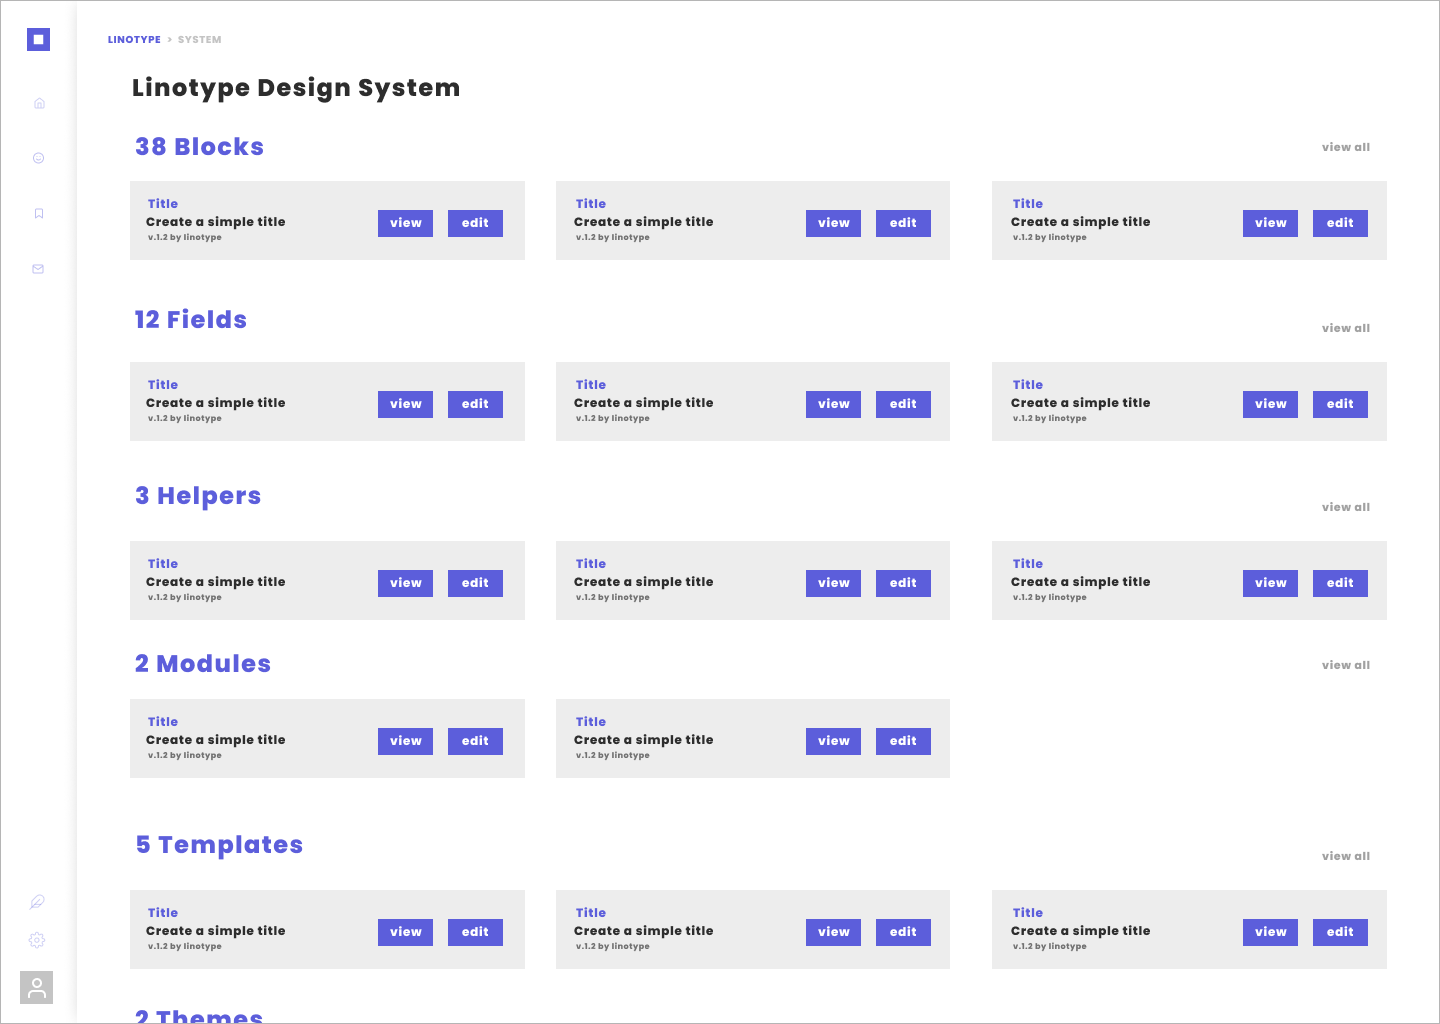 LINOTYPE > SYSTEM
Linotype Design System
38 Blocks
view all
Title
Create a simple title
v.1.2 by linotype
view edit
Title
Create a simple title
v.1.2 by linotype
view edit
Title
Create a simple title
v.1.2 by linotype
view edit
12 Fields
view all
Title
Create a simple title
v.1.2 by linotype
view edit
Title
Create a simple title
v.1.2 by linotype
view edit
Title
Create a simple title
v.1.2 by linotype
view edit
3 Helpers
view all
Title
Create a simple title
v.1.2 by linotype
view edit
Title
Create a simple title
v.1.2 by linotype
view edit
Title
Create a simple title
v.1.2 by linotype
view edit
2 Modules
view all
Title
Create a simple title
v.1.2 by linotype
view edit
Title
Create a simple title
v.1.2 by linotype
view edit
5 Templates
view all
Title
Create a simple title
v.1.2 by linotype
view edit
Title
Create a simple title
v.1.2 by linotype
view edit
Title
Create a simple title
v.1.2 by linotype
view edit
2 Themes